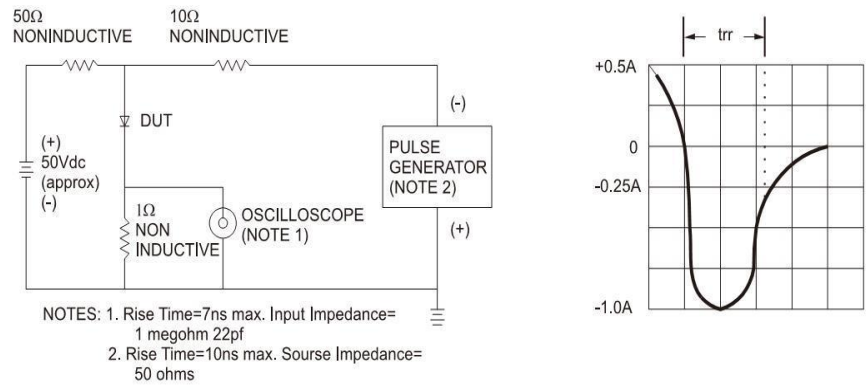 50Ω
NONINDUCTIVE
10Ω
NONINDUCTIVE
DUT
(+)
50Vdc
(approx)
(-)
1Ω
NON
INDUCTIVE
OSCILLOSCOPE
(NOTE 1)
(-)
PULSE
GENERATOR
(NOTE 2)
(+)
NOTES: 1. Rise Time=7ns max. Input Impedance=
1 megohm 22pf
2. Rise Time=10ns max. Sourse Impedance=
50 ohms
trr
+0.5A
0
-0.25A
-1.0A